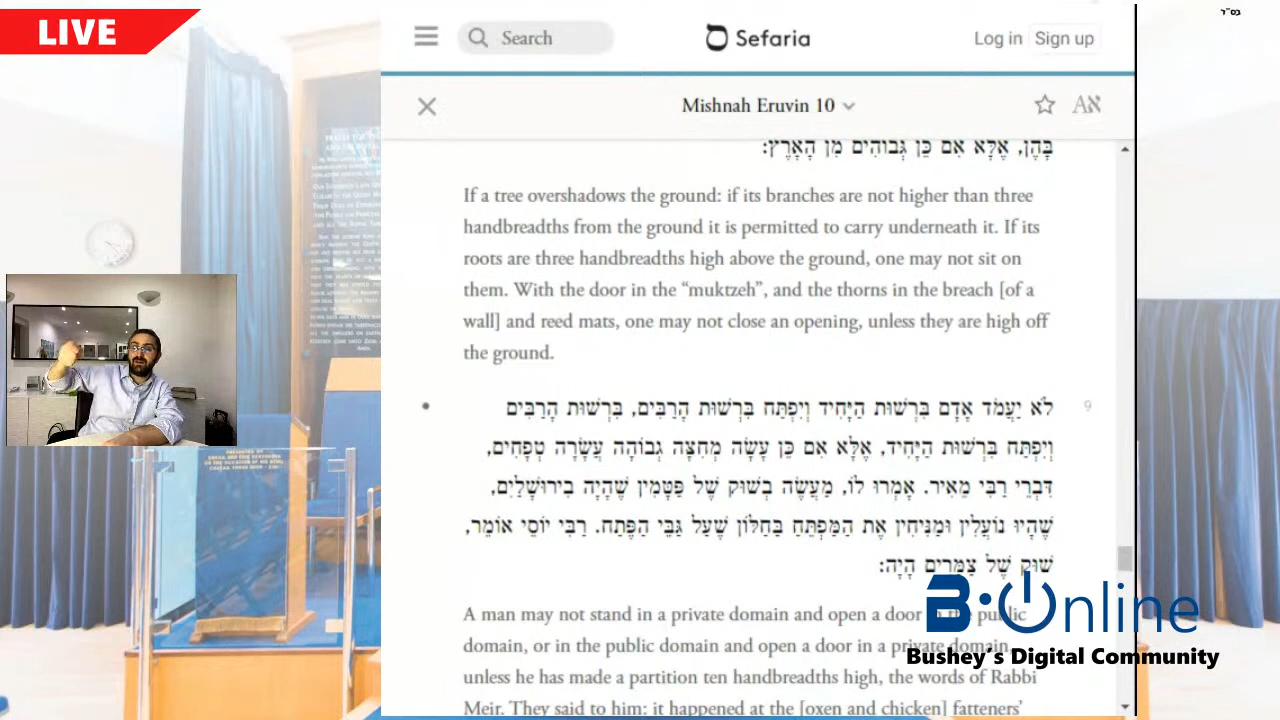 LIVE
בס"ד
Search
Sefaria
Log in
Sign up
Mishnah Eruvin 10
Aא
בָּהֶן, אֶלָּא אִם כֵּן גְּבוֹהִים מִן הָאָרֶץ:
If a tree overshadows the ground: if its branches are not higher than three
handbreadths from the ground it is permitted to carry underneath it. If its
roots are three handbreadths high above the ground, one may not sit on
them. With the door in the “muktzeh”, and the thorns in the breach [of a
wall] and reed mats, one may not close an opening, unless they are high off
the ground.
9
לֹא יַעֲמֹד אָדָם בִּרְשׁוּת הַיָּחִיד וְיִפְתַּח בִּרְשׁוּת הָרַבִּים, בִּרְשׁוּת הָרַבִּים
וְיִפְתַּח בִּרְשׁוּת הַיָּחִיד, אֶלָּא אִם כֵּן עָשָׂה מְחִצָּה גְבוֹהָה עֲשָׂרָה טְפָחִים,
דִּבְרֵי רַבִּי מֵאִיר. אָמְרוּ לוֹ, מַעֲשֶׂה בְשׁוּק שֶׁל פַּטָּמִין שֶׁהָיָה בִירוּשָׁלַיִם,
שֶׁהָיוּ נוֹעֲלִין וּמַנִּיחִין אֶת הַמַּפְתֵּחַ בַּחַלּוֹן שֶׁעַל גַּבֵּי הַפֶּתַח. רַבִּי יוֹסֵי אוֹמֵר,
שׁוּק שֶׁל צַמָּרִים הָיָה:
A man may not stand in a private domain and open a door in the public
domain, or in the public domain and open a door in a private domain,
unless he has made a partition ten handbreadths high, the words of Rabbi
Meir. They said to him: it happened at the [oxen and chicken] fatteners’
B·Online
Bushey's Digital Community